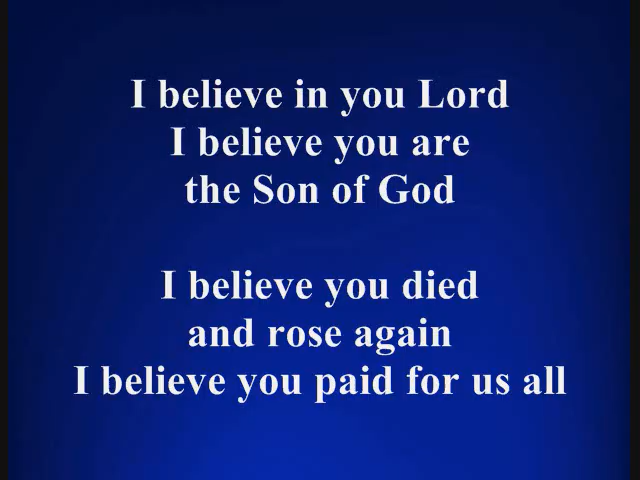 I believe in you Lord
I believe you are
the Son of God
I believe you died
and rose again
I believe you paid for us all